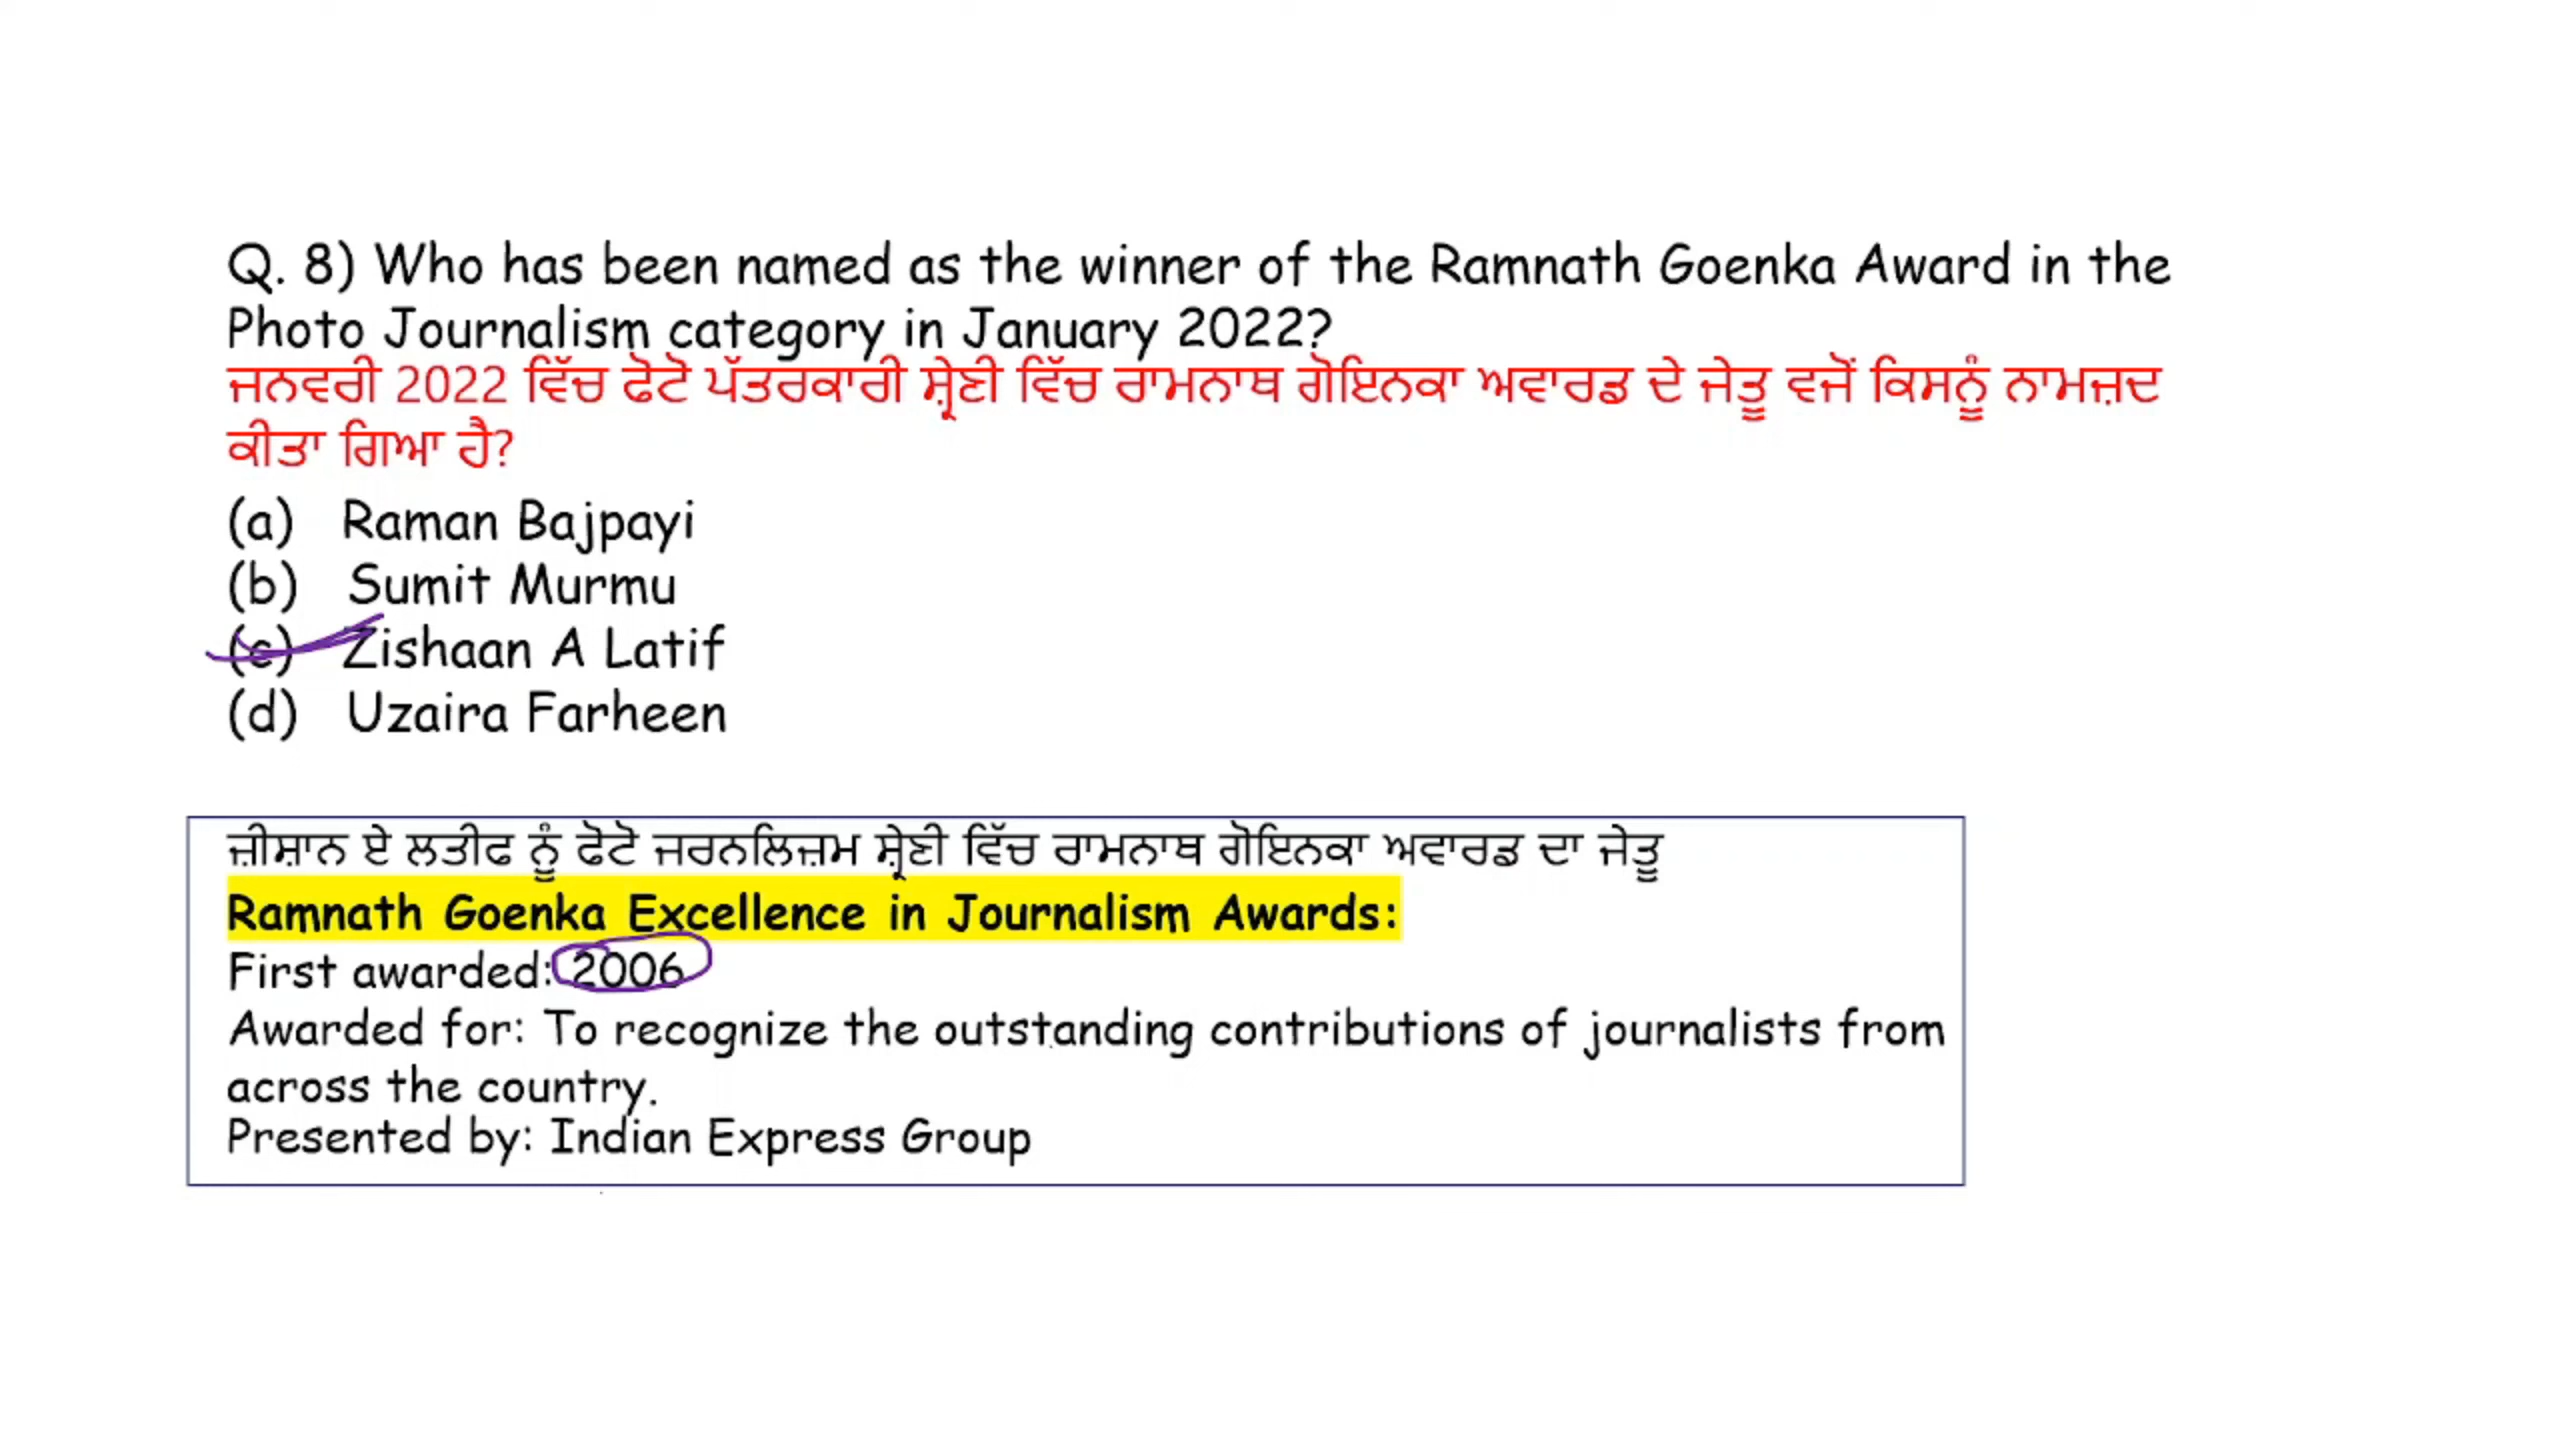 Q. 8) Who has been named as the winner of the Ramnath Goenka Award in the
Photo Journalism category in January 2022?
ਜਨਵਰੀ 2022 ਵਿੱਚ ਫੋਟੋ ਪੱਤਰਕਾਰੀ ਸ਼੍ਰੇਣੀ ਵਿੱਚ ਰਾਮਨਾਥ ਗੋਇਨਕਾ ਅਵਾਰਡ ਦੇ ਜੇਤੂ ਵਜੋਂ ਕਿਸਨੂੰ ਨਾਮਜ਼ਦ
ਕੀਤਾ ਗਿਆ ਹੈ?
(a) Raman Bajpayi
(b) Sumit Murmu
(c) Zishaan A Latif
(d) Uzaira Farheen
ਜ਼ੀਸ਼ਾਨ ਏ ਲਤੀਫ ਨੂੰ ਫੋਟੋ ਜਰਨਲਿਜ਼ਮ ਸ਼੍ਰੇਣੀ ਵਿੱਚ ਰਾਮਨਾਥ ਗੋਇਨਕਾ ਅਵਾਰਡ ਦਾ ਜੇਤੂ
Ramnath Goenka Excellence in Journalism Awards:
First awarded: 2006
Awarded for: To recognize the outstanding contributions of journalists from
across the country.
Presented by: Indian Express Group